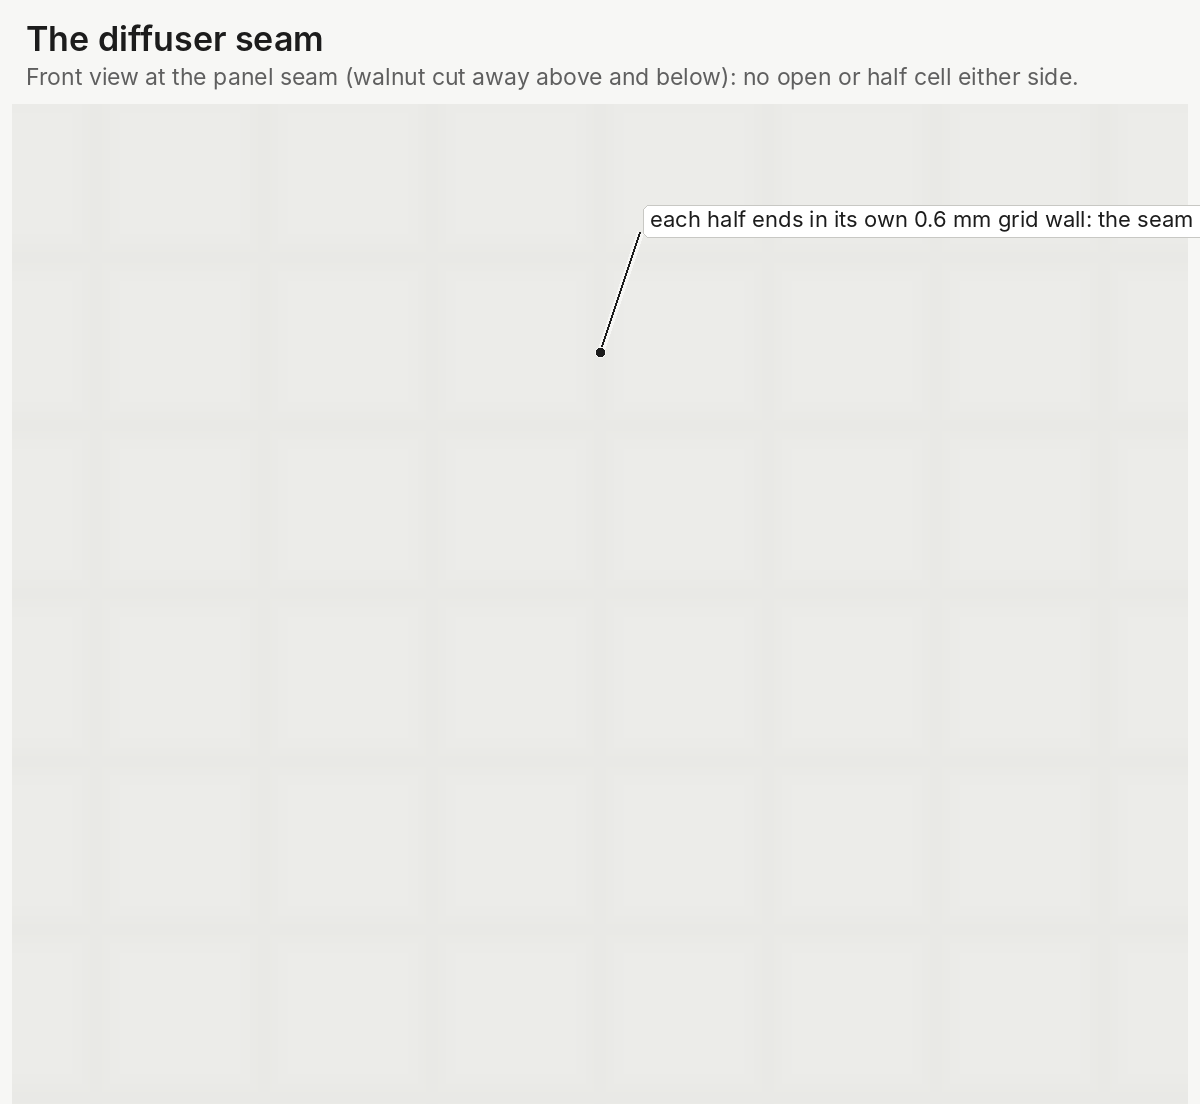 The diffuser seam
Front view at the panel seam (walnut cut away above and below): no open or half cell either side.
each half ends in its own 0.6 mm grid wall: the seam